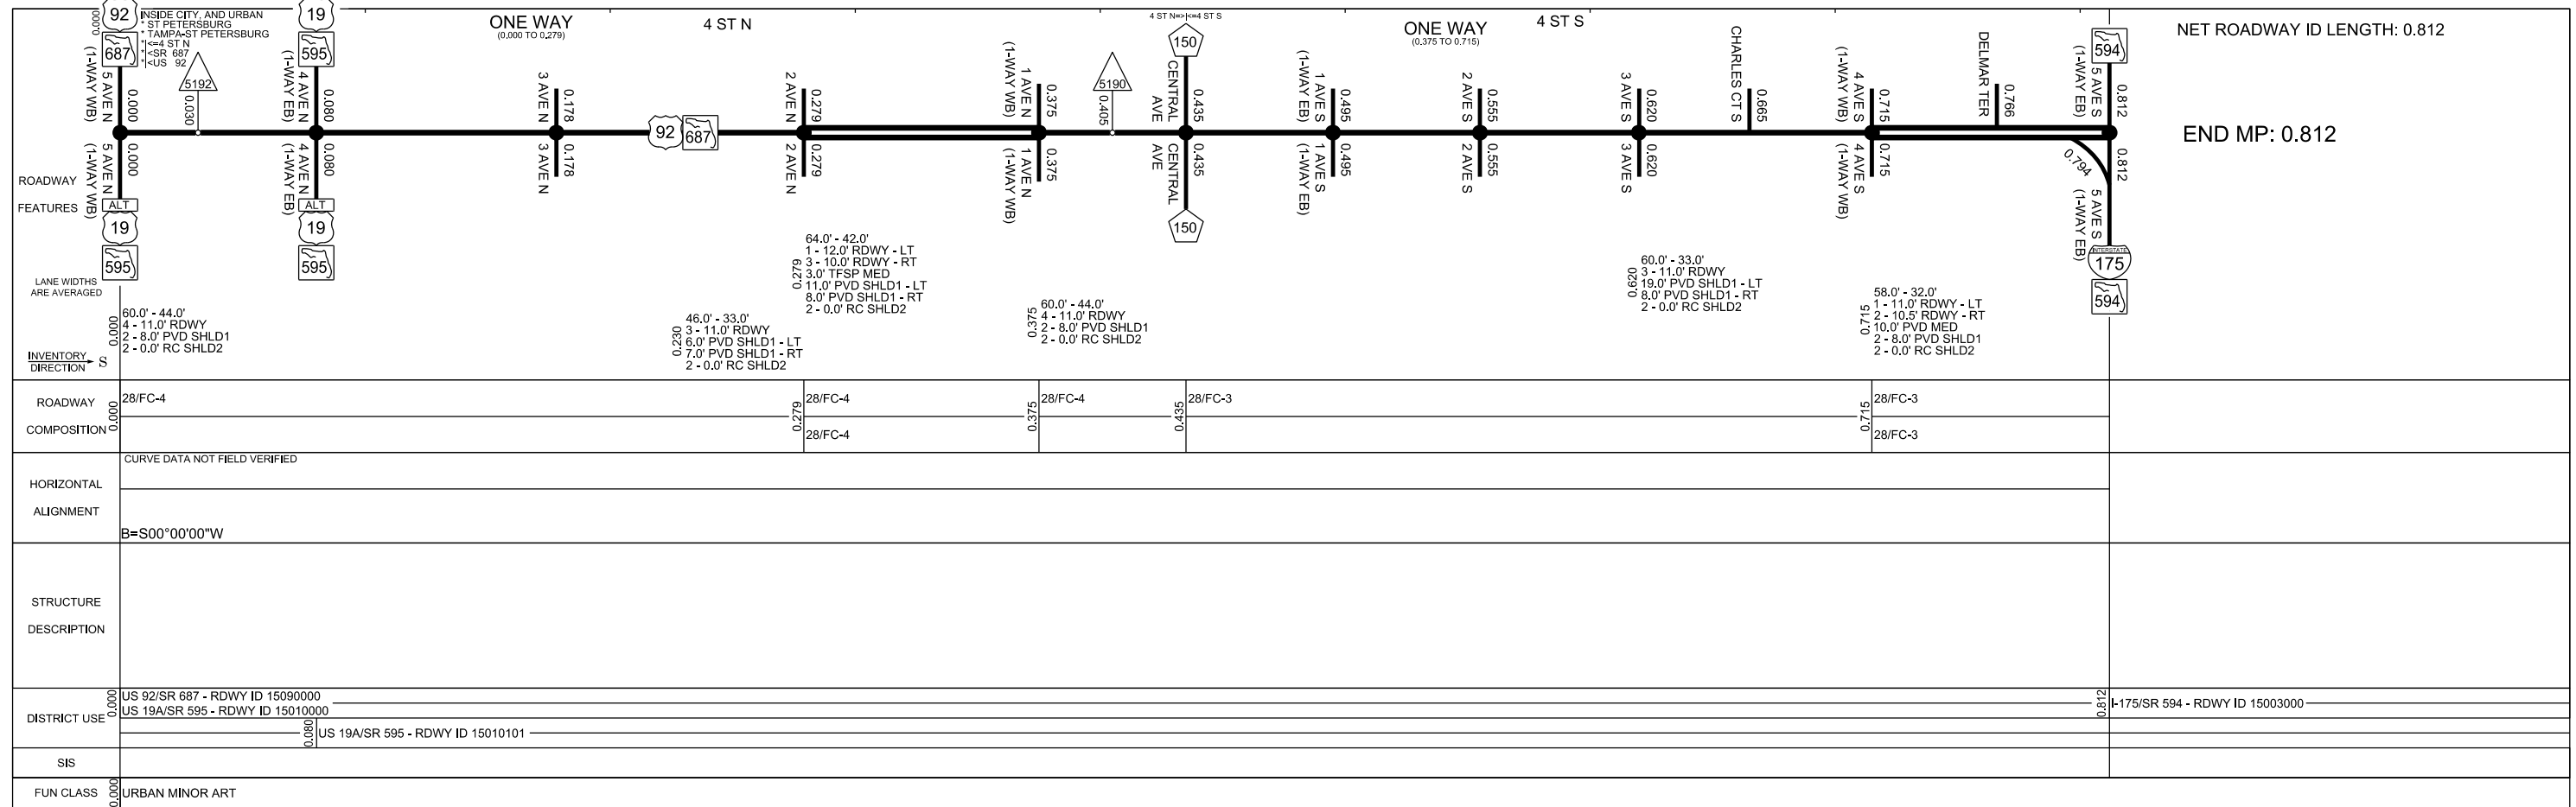 0.000
92
687
INSIDE CITY, AND URBAN
* ST PETERSBURG
* TAMPA-ST PETERSBURG
*|<=4 ST N
* <SR 687
* <US 92
19
595
ONE WAY
(0.000 TO 0.279)
4 ST N
4 ST N=>|<=4 ST S
150
ONE WAY
(0.375 TO 0.715)
4 ST S
594
NET ROADWAY ID LENGTH: 0.812
5 AVE N
(1-WAY WB)
0.000
5192
0.030
4 AVE N
(1-WAY EB)
0.080
3 AVE N
0.178
92
687
2 AVE N
0.279
1 AVE N
(1-WAY WB)
0.375
5190
0.405
CENTRAL
AVE
0.435
1 AVE S
(1-WAY EB)
0.495
2 AVE S
0.555
3 AVE S
0.620
CHARLES CT S
0.665
4 AVE S
(1-WAY WB)
0.715
DELMAR TER
0.766
5 AVE S
(1-WAY EB)
0.812
END MP: 0.812
ROADWAY
FEATURES
5 AVE N
(1-WAY WB)
0.000
ALT
19
595
4 AVE N
(1-WAY EB)
0.080
ALT
19
595
3 AVE N
0.178
2 AVE N
0.279
1 AVE N
(1-WAY WB)
0.375
CENTRAL
AVE
0.435
150
1 AVE S
(1-WAY EB)
0.495
2 AVE S
0.555
3 AVE S
0.620
4 AVE S
(1-WAY WB)
0.715
0.794
5 AVE S
(1-WAY EB)
0.812
INTERSTATE
175
594
LANE WIDTHS
ARE AVERAGED
0.000
60.0' - 44.0'
4 - 11.0' RDWY
2 - 8.0' PVD SHLD1
2 - 0.0' RC SHLD2
0.230
46.0' - 33.0'
3 - 11.0' RDWY
6.0' PVD SHLD1 - LT
7.0' PVD SHLD1 - RT
2 - 0.0' RC SHLD2
0.279
64.0' - 42.0'
1 - 12.0' RDWY - LT
3 - 10.0' RDWY - RT
3.0' TFSP MED
11.0' PVD SHLD1 - LT
8.0' PVD SHLD1 - RT
2 - 0.0' RC SHLD2
0.375
60.0' - 44.0'
4 - 11.0' RDWY
2 - 8.0' PVD SHLD1
2 - 0.0' RC SHLD2
0.620
60.0' - 33.0'
3 - 11.0' RDWY
19.0' PVD SHLD1 - LT
8.0' PVD SHLD1 - RT
2 - 0.0' RC SHLD2
0.715
58.0' - 32.0'
1 - 11.0' RDWY - LT
2 - 10.5' RDWY - RT
10.0' PVD MED
2 - 8.0' PVD SHLD1
2 - 0.0' RC SHLD2
INVENTORY
DIRECTION
S
ROADWAY
COMPOSITION
0.000
28/FC-4
0.279
28/FC-4
28/FC-4
0.375
28/FC-4
0.435
28/FC-3
0.715
28/FC-3
28/FC-3
HORIZONTAL
ALIGNMENT
CURVE DATA NOT FIELD VERIFIED
B=S00°00'00"W
STRUCTURE
DESCRIPTION
DISTRICT USE
0.000
US 92/SR 687 - RDWY ID 15090000
US 19A/SR 595 - RDWY ID 15010000
0.080
US 19A/SR 595 - RDWY ID 15010101
0.812
I-175/SR 594 - RDWY ID 15003000
SIS
FUN CLASS
0.000
URBAN MINOR ART